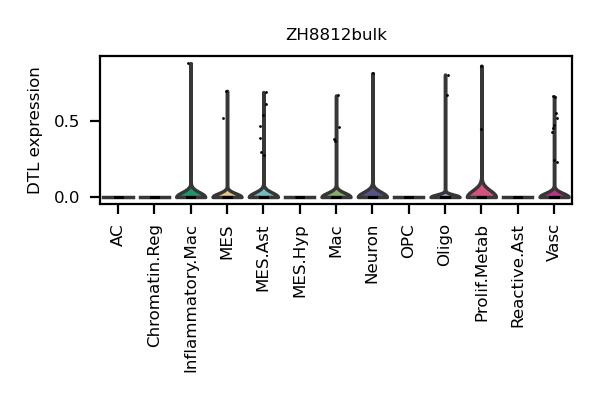 ZH8812bulk
DTL expression
0.5
0.0
AC
Chromatin.Reg
Inflammatory.Mac
MES
MES.Ast
MES.Hyp
Mac
Neuron
OPC
Oligo
Prolif.Metab
Reactive.Ast
Vasc